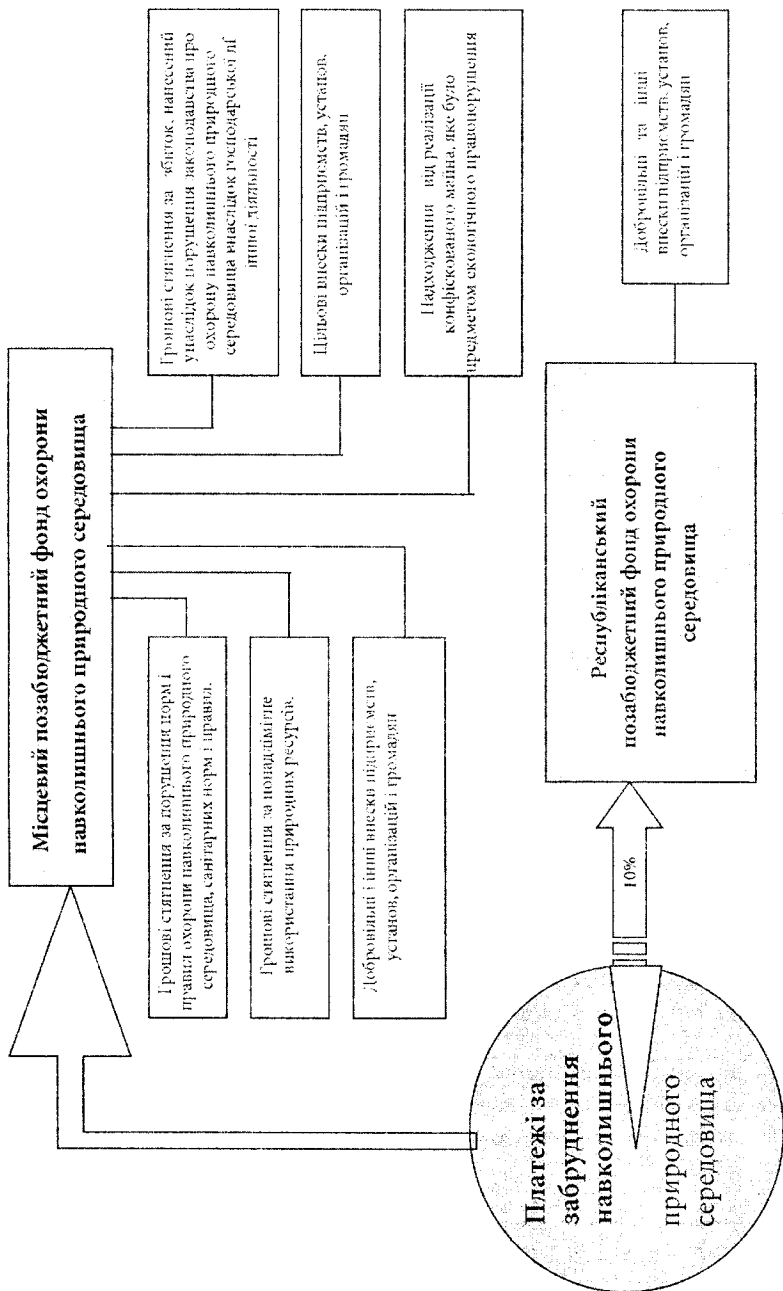 Місцевий позабюджетний фонд охорони
навколишнього природного середовища
Грошові стягнення за порушення норм і
правил охорони навколишнього природного
середовища, санітарних норм і правил.
Грошові стягнення за понадлімітне
використання природних ресурсів.
Добровільні і інші внески підприємств,
установ, організацій і громадян
Грошові стягнення за збиток, нанесений
унаслідок порушення законодавства про
охорону навколишнього природного
середовища внаслідок господарської
іншої діяльності
Цільові внески підприємств, установ,
організацій і громадян
Надходження від реалізації
конфіскованого майна, яке було
предметом екологічного правопорушення
Платежі за
забруднення
навколишнього
природного
середовища
10%
Республіканський
позабюджетний фонд охорони
навколишнього природного
середовища
Добровільні та інші
внески підприємств, установ,
організацій і громадян